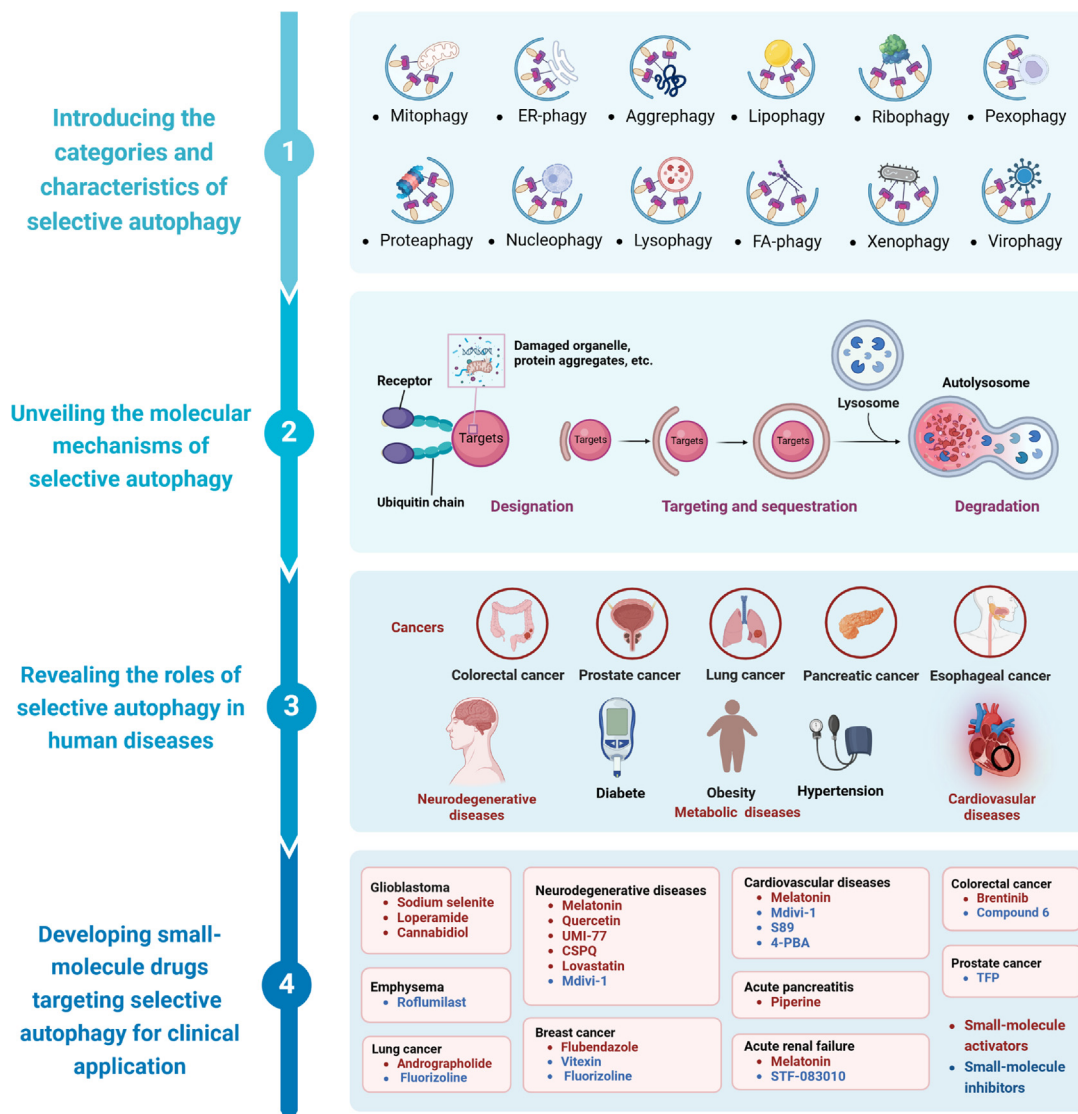 Introducing the
categories and
characteristics of
selective autophagy
1
• Mitophagy
• ER-phagy
• Aggrephagy
• Lipophagy
• Ribophagy
• Pexophagy
• Proteaphagy
• Nucleophagy
• Lysophagy
• FA-phagy
• Xenophagy
• Virophagy
Unveiling the molecular
mechanisms of
selective autophagy
2
Receptor
Damaged organelle,
protein aggregates, etc.
Targets
Ubiquitin chain
Targets
Targets
Targets
Lysosome
Autolysosome
Designation
Targeting and sequestration
Degradation
Revealing the roles of
selective autophagy in
human diseases
3
Cancers
Colorectal cancer
Prostate cancer
Lung cancer
Pancreatic cancer
Esophageal cancer
Neurodegenerative
diseases
Diabete
Obesity
Hypertension
Metabolic diseases
Cardiovascular
diseases
Developing small-
molecule drugs
targeting selective
autophagy for clinical
application
4
Glioblastoma
• Sodium selenite
• Loperamide
• Cannabidiol
Emphysema
• Roflumilast
Lung cancer
• Andrographolide
• Fluorizoline
Neurodegenerative diseases
• Melatonin
• Quercetin
• UMI-77
• CSPQ
• Lovastatin
• Mdivi-1
Breast cancer
• Flubendazole
• Vitexin
• Fluorizoline
Cardiovascular diseases
• Melatonin
• Mdivi-1
• S89
• 4-PBA
Acute pancreatitis
• Piperine
Acute renal failure
• Melatonin
• STF-083010
Colorectal cancer
• Brentinib
• Compound 6
Prostate cancer
• TFP
• Small-molecule
activators
• Small-molecule
inhibitors